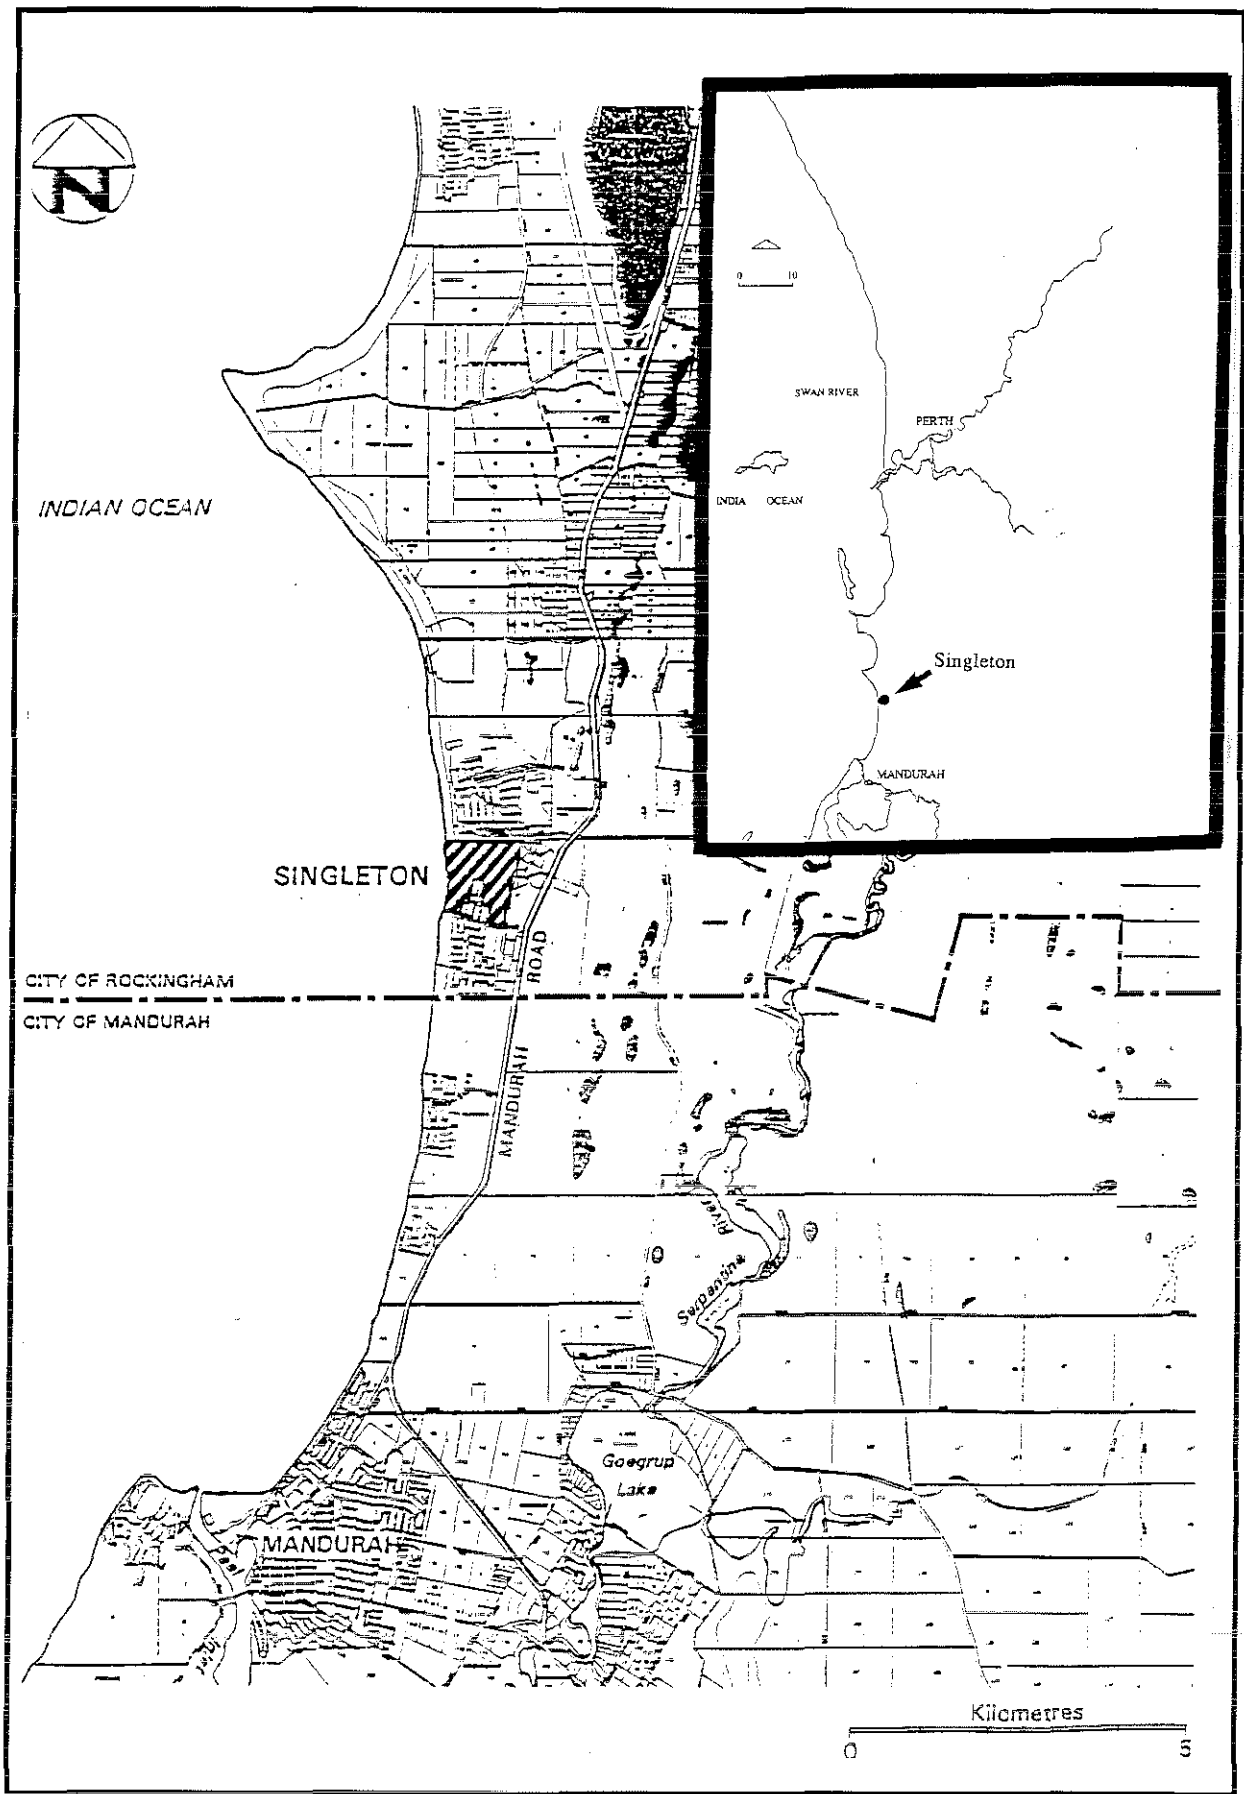 N
0 10
SWAN RIVER
PERTH
INDIAN OCEAN
INDIA OCEAN
Singleton
MANDURAH
SINGLETON
ROAD
CITY OF ROCKINGHAM
CITY OF MANDURAH
MANDURAH
River
Serpentine
Goegrup
Lake
MANDURAH
Kilometres
0 5